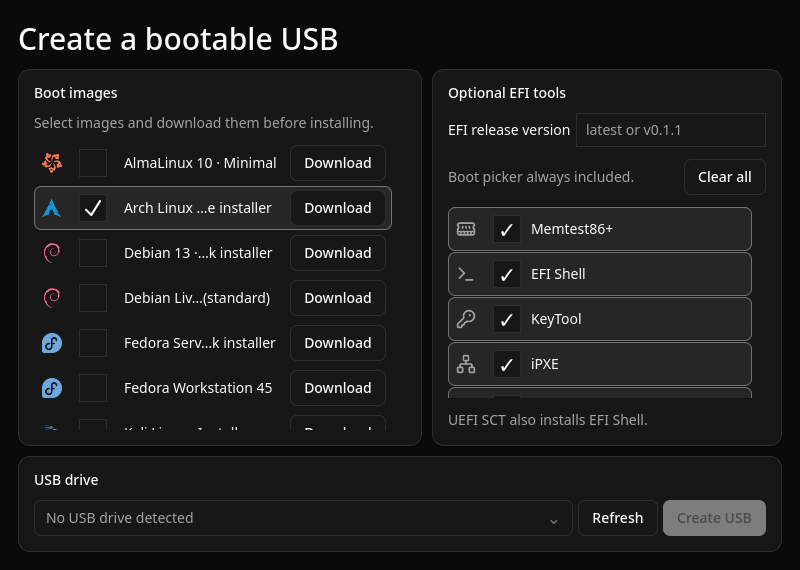 Create a bootable USB
Boot images
Select images and download them before installing.
AlmaLinux 10 · Minimal
Download
Arch Linux ...e installer
Download
Debian 13 ·...k installer
Download
Debian Liv...(standard)
Download
Fedora Serv...k installer
Download
Fedora Workstation 45
Download
Optional EFI tools
EFI release version
latest or v0.1.1
Boot picker always included.
Clear all
Memtest86+
EFI Shell
KeyTool
iPXE
UEFI SCT also installs EFI Shell.
USB drive
No USB drive detected
Refresh
Create USB